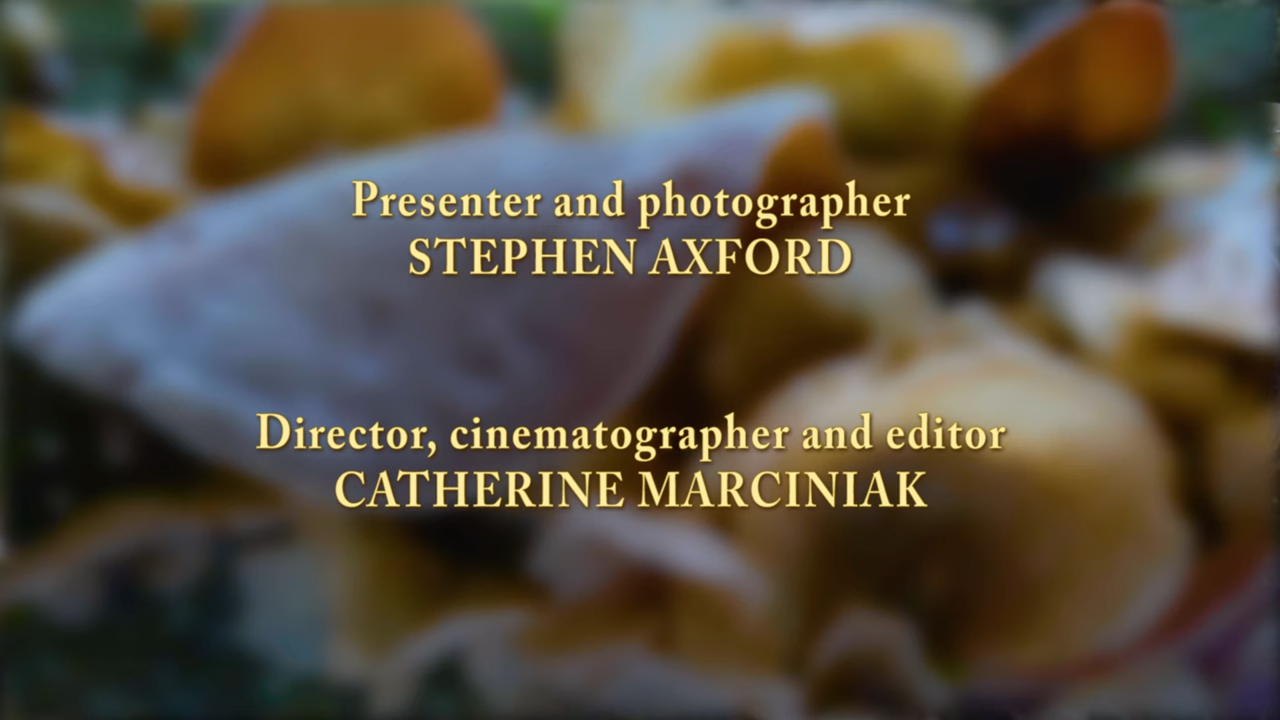 Presenter and photographer
STEPHEN AXFORD
Director, cinematographer and editor
CATHERINE MARCINIAK